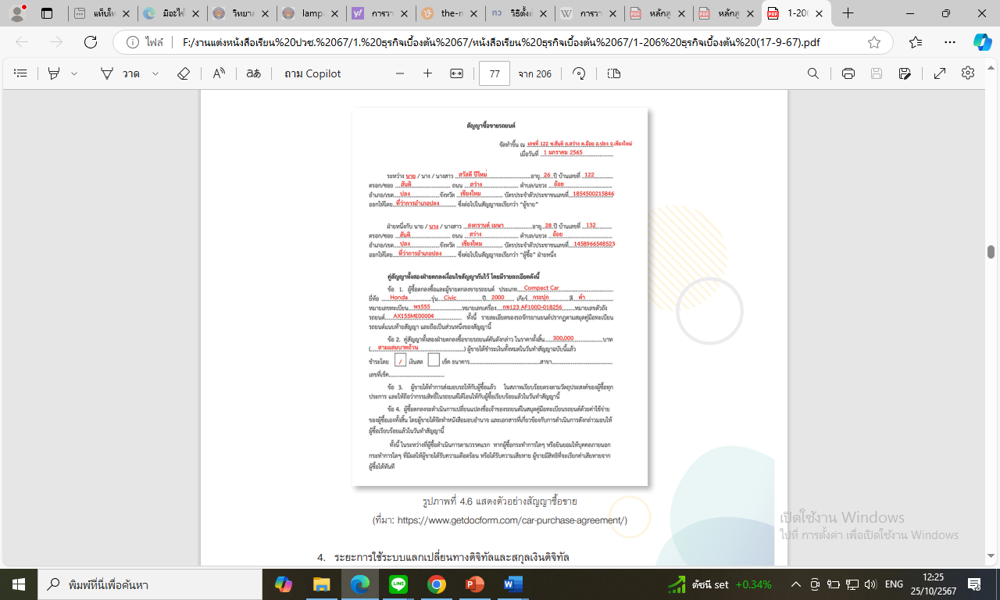 แท็บให
มือใช้
วิทยา
lamp
การวา
the-n
วิธีตั้งเ
การา
หลักสู
หลักสู
1-20
ไฟล์ F:/งานแต่งหนังสือเรียน%20ปวช.%2067/1.%20ธุรกิจเบื้องต้น%2067/หนังสือเรียน%20ธุรกิจเบื้องต้น%2067/1-206%20ธุรกิจเบื้องต้น%20(17-9-67).pdf
วาด ถาม Copilot 77 จาก 206
สัญญาซื้อขายรถยนต์
จัดทำขึ้น ณ เลขที่ 122 ซ.สันติ ถ.สว่าง ต.อ้อย อ.ปลง จ.เชียงใหม่
เมื่อวันที่ 1 มกราคม 2565
ระหว่าง นาย / นาง / นางสาว สวัสดี ปีใหม่ อายุ 26 ปี บ้านเลขที่ 122
ตรอก/ซอย สันติ ถนน สว่าง ตำบล/แขวง อ้อย
อำเภอ/เขต ปลง จังหวัด เชียงใหม บัตรประจำตัวประชาชนเลขที่ 1854500215846
ออกให้โดย ที่ว่าการอำเภอปลง ซึ่งต่อไปในสัญญาจะเรียกว่า “ผู้ขาย”
ฝ่ายหนึ่งกับ นาย / นาง / นางสาว สงกรานต์ เมษา อายุ 28 ปี บ้านเลขที่ 132
ตรอก/ซอย สันติ ถนน สว่าง ตำบล/แขวง อ้อย
อำเภอ/เขต ปลง จังหวัด เชียงใหม บัตรประจำตัวประชาชนเลขที่ 1458966548523
ออกให้โดย ที่ว่าการอำเภอปลง ซึ่งต่อไปในสัญญาจะเรียกว่า “ผู้ซื้อ” ฝ่ายหนึ่ง
คู่สัญญาทั้งสองฝ่ายตกลงเงื่อนไขสัญญากันไว้ โดยมีรายละเอียดดังนี้
ข้อ 1. ผู้ซื้อตกลงซื้อและผู้ขายตกลงขายรถยนต์ ประเภท Compact Car
ยี่ห้อ Honda รุ่น Civic ปี 2000 เกียร์ กระปุก สี ดำ
หมายเลขทะเบียน พร555 หมายเลขเครื่อง กข123 AF100D-018256 หมายเลขตัวถัง
รถยนต์ AX155ME00004 ทั้งนี้ รายละเอียดของรถจักรยานยนต์ปรากฏตามสมุดคู่มือทะเบียน
รถยนต์แนบท้ายสัญญา และถือเป็นส่วนหนึ่งของสัญญานี้
ข้อ 2. คู่สัญญาทั้งสองฝ่ายตกลงซื้อขายรถยนต์คันดังกล่าว ในราคาทั้งสิ้น 300,000 บาท
(สามแสนบาทถ้วน) ผู้ขายได้ชำระเงินทั้งหมดในวันทำสัญญาฉบับนี้แล้ว
ชำระโดย / เงินสด เช็ค ธนาคาร สาขา
เลขที่เช็ค
ข้อ 3. ผู้ขายได้ทำการส่งมอบรถให้กับผู้ซื้อแล้ว ในสภาพเรียบร้อยตรงตามวัตถุประสงค์ของผู้ซื้อทุก
ประการ และให้ถือว่ากรรมสิทธิ์ในรถยนต์ได้โอนให้กับผู้ซื้อเรียบร้อยแล้วในวันทำสัญญานี้
ข้อ 4. ผู้ซื้อตกลงจะดำเนินการเปลี่ยนแปลงชื่อเจ้าของรถยนต์ในสมุดคู่มือทะเบียนรถยนต์ด้วยค่าใช้จ่าย
ของผู้ซื้อเองทั้งสิ้น โดยผู้ขายได้จัดทำหนังสือมอบอำนาจ และเอกสารที่เกี่ยวข้องกับการดำเนินการดังกล่าวมอบให้
ผู้ซื้อเรียบร้อยแล้วในวันทำสัญญานี้
ทั้งนี้ ในระหว่างที่ผู้ซื้อดำเนินการตามวรรคแรก หากผู้ซื้อกระทำการใดๆ หรือยินยอมให้บุคคลภายนอก
กระทำการใดๆ ที่มีผลให้ผู้ขายได้รับความเดือดร้อน หรือได้รับความเสียหาย ผู้ขายมีสิทธิที่จะเรียกค่าเสียหายจาก
ผู้ซื้อได้ทันที
รูปภาพที่ 4.6 แสดงตัวอย่างสัญญาซื้อขาย
(ที่มา: https://www.getdocform.com/car-purchase-agreement/)
เปิดใช้งาน Windows
ไปที่ การตั้งค่า เพื่อเปิดใช้งาน Windows
4. ระยะการใช้ระบบแลกเปลี่ยนทางดิจิทัลและสกุลเงินดิจิทัล
พิมพ์ที่นี่เพื่อค้นหา
ดัชนี set +0.34%
ENG
12:25
25/10/2567